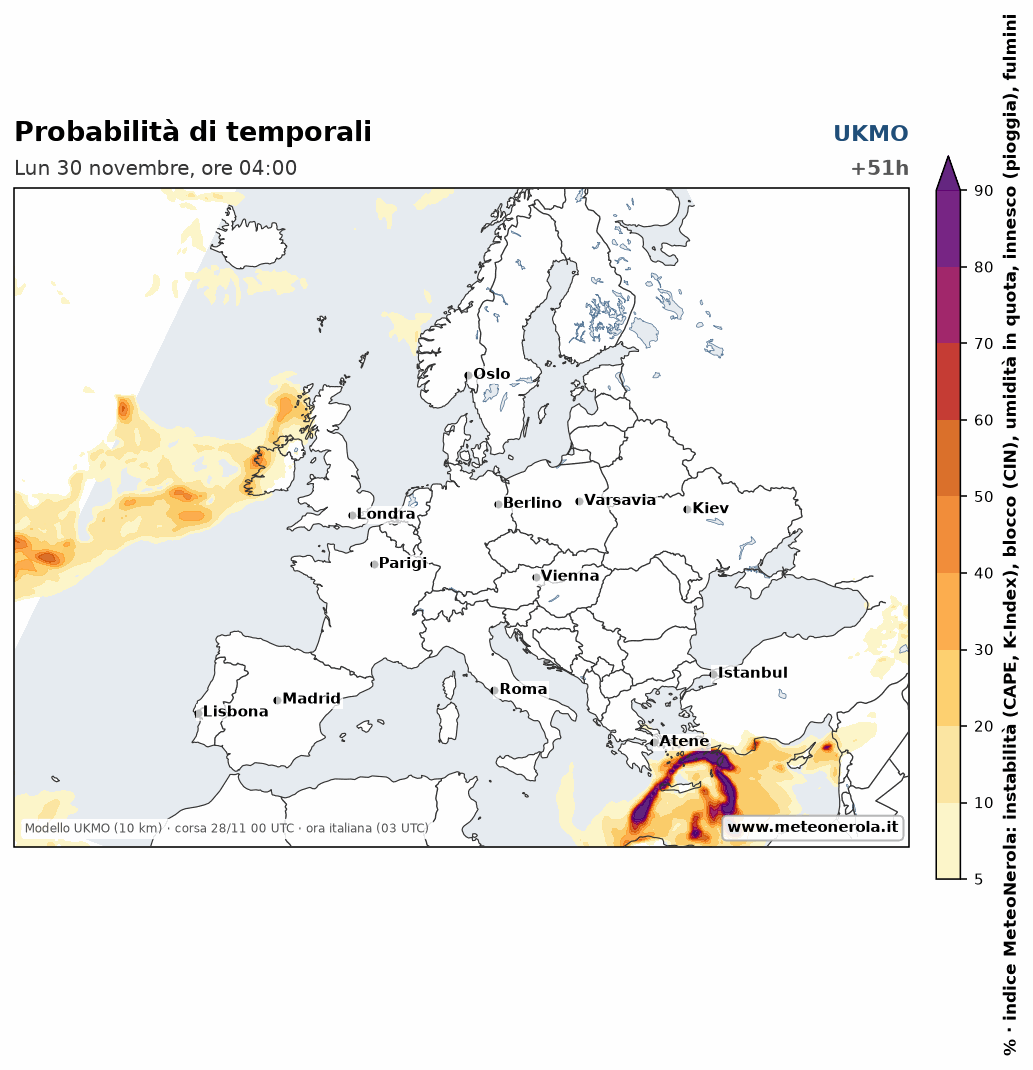 Probabilità di temporali
UKMO
Lun 30 novembre, ore 04:00
+51h
Oslo
Londra
Berlino
Varsavia
Kiev
Parigi
Vienna
Istanbul
Roma
Madrid
Lisbona
Atene
Modello UKMO (10 km) · corsa 28/11 00 UTC · ora italiana (03 UTC)
www.meteonerola.it
90
80
70
60
50
40
30
20
10
5
% · indice MeteoNerola: instabilità (CAPE, K-Index), blocco (CIN), umidità in quota, innesco (pioggia), fulmini